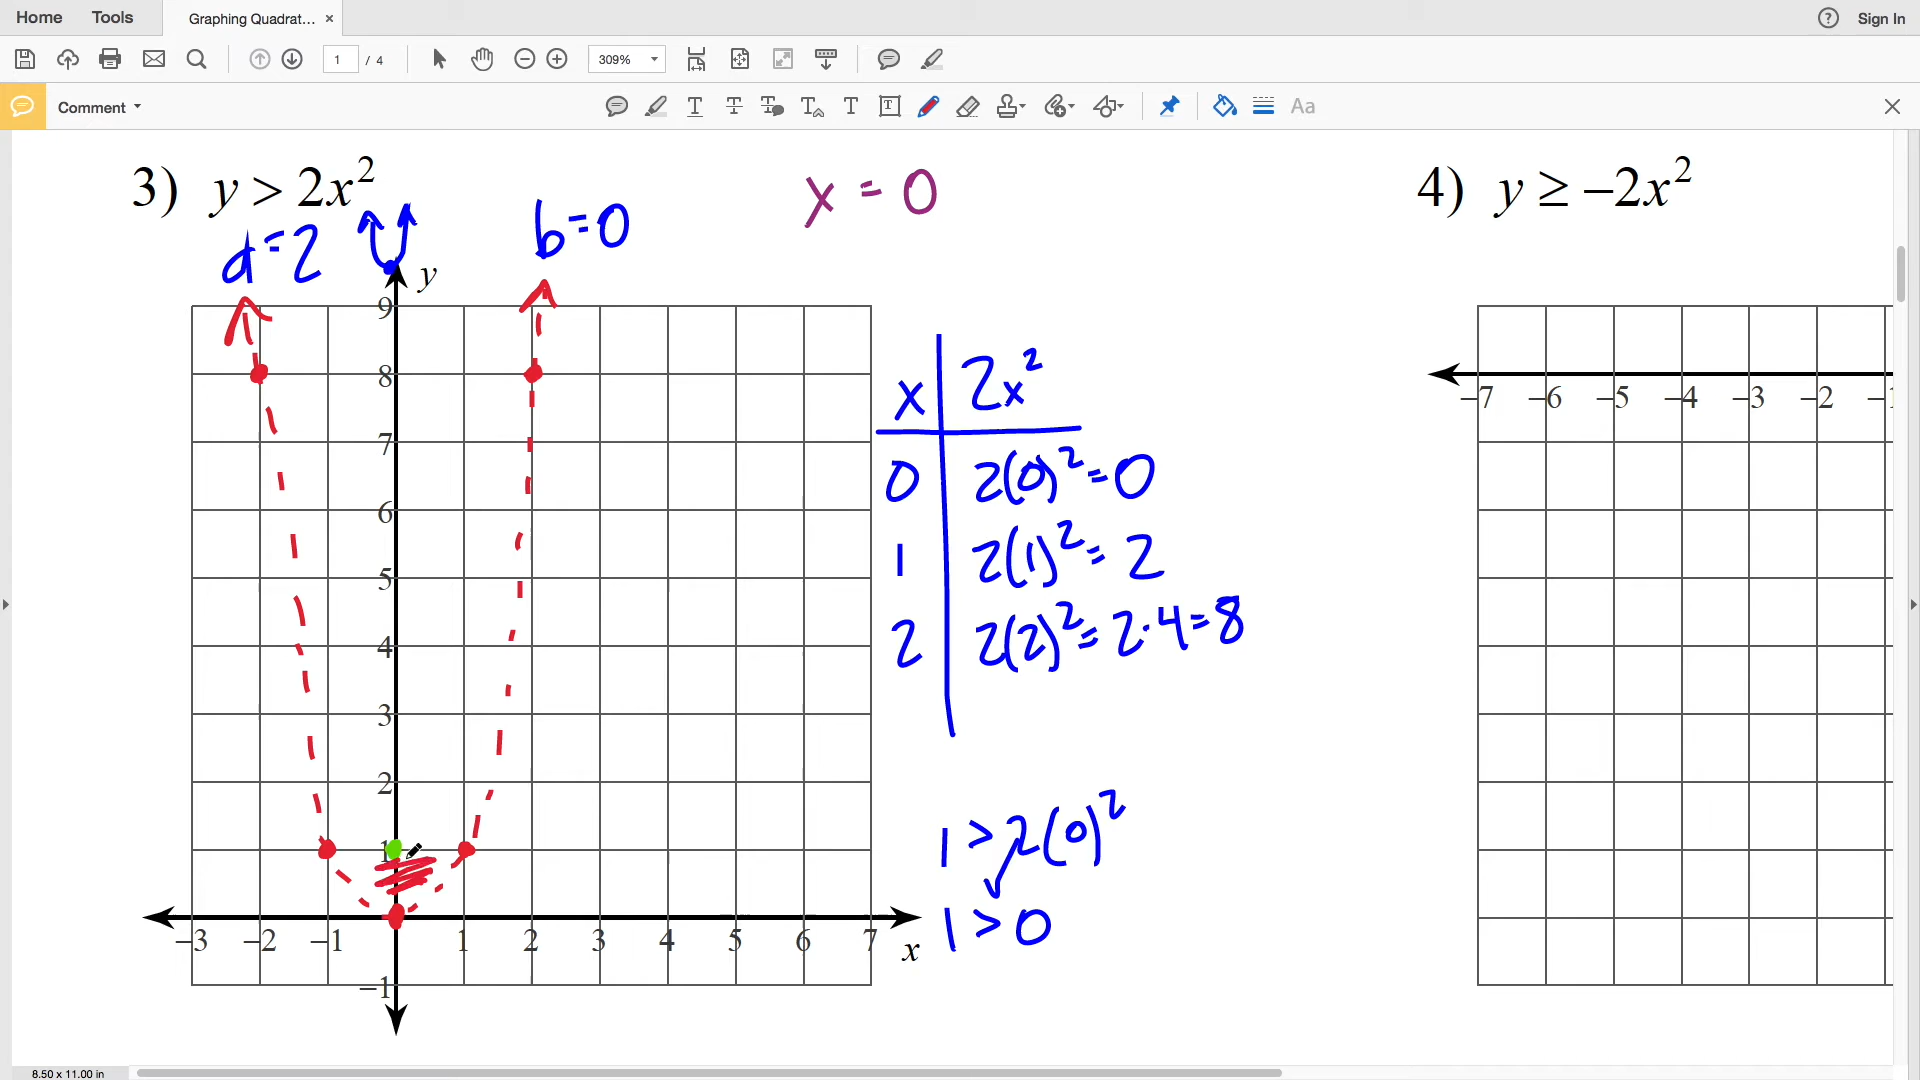 Home Tools Graphing Quadrat... × ? Sign In
1 / 4 309%
Comment Aa
3) y > 2x²
x = 0
4) y ≥ −2x²
a = 2
b = 0
y
9
8
7
6
5
4
3
2
1
−3 −2 −1 1 2 3 4 5 6 7 x
−1
x 2x²
0 2(0)² = 0
1 2(1)² = 2
2 2(2)² = 2·4 = 8
1 > 2(0)²
1 > 0
−7 −6 −5 −4 −3 −2
8.50 x 11.00 in